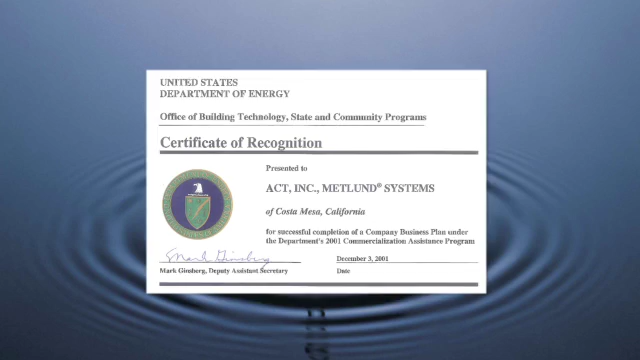 UNITED STATES
DEPARTMENT OF ENERGY
Office of Building Technology, State and Community Programs
Certificate of Recognition
Presented to
ACT, INC., METLUND® SYSTEMS
of Costa Mesa, California
for successful completion of a Company Business Plan under
the Department's 2001 Commercialization Assistance Program
Mark Ginsberg
December 3, 2001
Mark Ginsberg, Deputy Assistant Secretary
Date